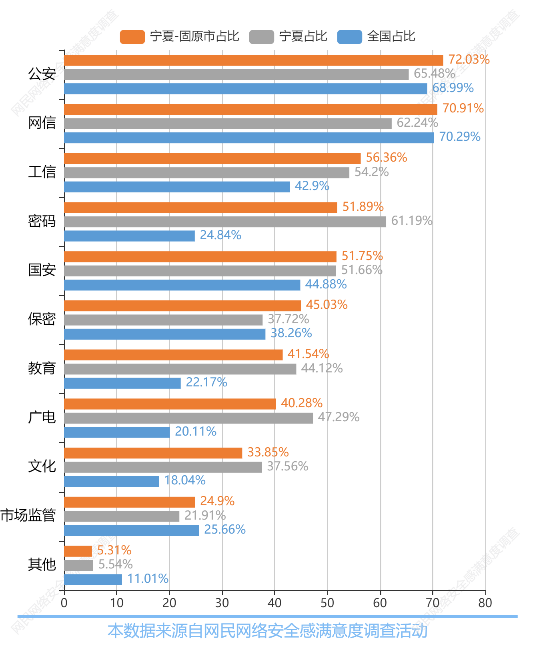 宁夏-固原市占比 宁夏占比 全国占比
公安 72.03%
65.48%
68.99%
网信 70.91%
62.24%
70.29%
工信 56.36%
54.2%
42.9%
密码 51.89%
61.19%
24.84%
国安 51.75%
51.66%
44.88%
保密 45.03%
37.72%
38.26%
教育 41.54%
44.12%
22.17%
广电 40.28%
47.29%
20.11%
文化 33.85%
37.56%
18.04%
市场监管 24.9%
21.91%
25.66%
其他 5.31%
5.54%
11.01%
0 10 20 30 40 50 60 70 80
本数据来源自网民网络安全感满意度调查活动